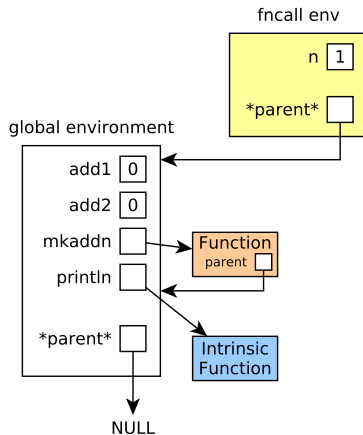 fncall env
n 1
*parent*
global environment
add1 0
add2 0
mkaddn
println
*parent*
Function
parent
Intrinsic
Function
NULL